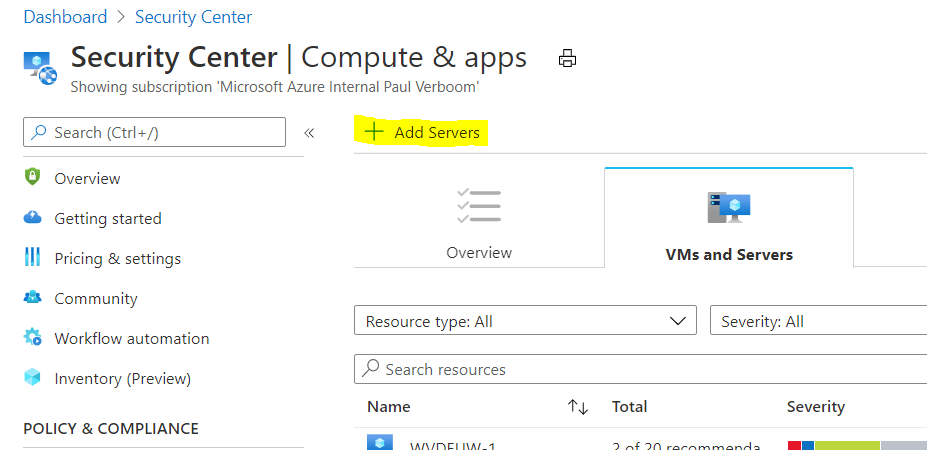 Dashboard > Security Center
Security Center | Compute & apps
Showing subscription 'Microsoft Azure Internal Paul Verboom'
Search (Ctrl+/)
«
+ Add Servers
Overview
Getting started
Pricing & settings
Community
Workflow automation
Inventory (Preview)
POLICY & COMPLIANCE
Overview
VMs and Servers
Resource type: All
Severity: All
Search resources
Name
Total
Severity
WVDEUW-1
2 of 20 recommenda